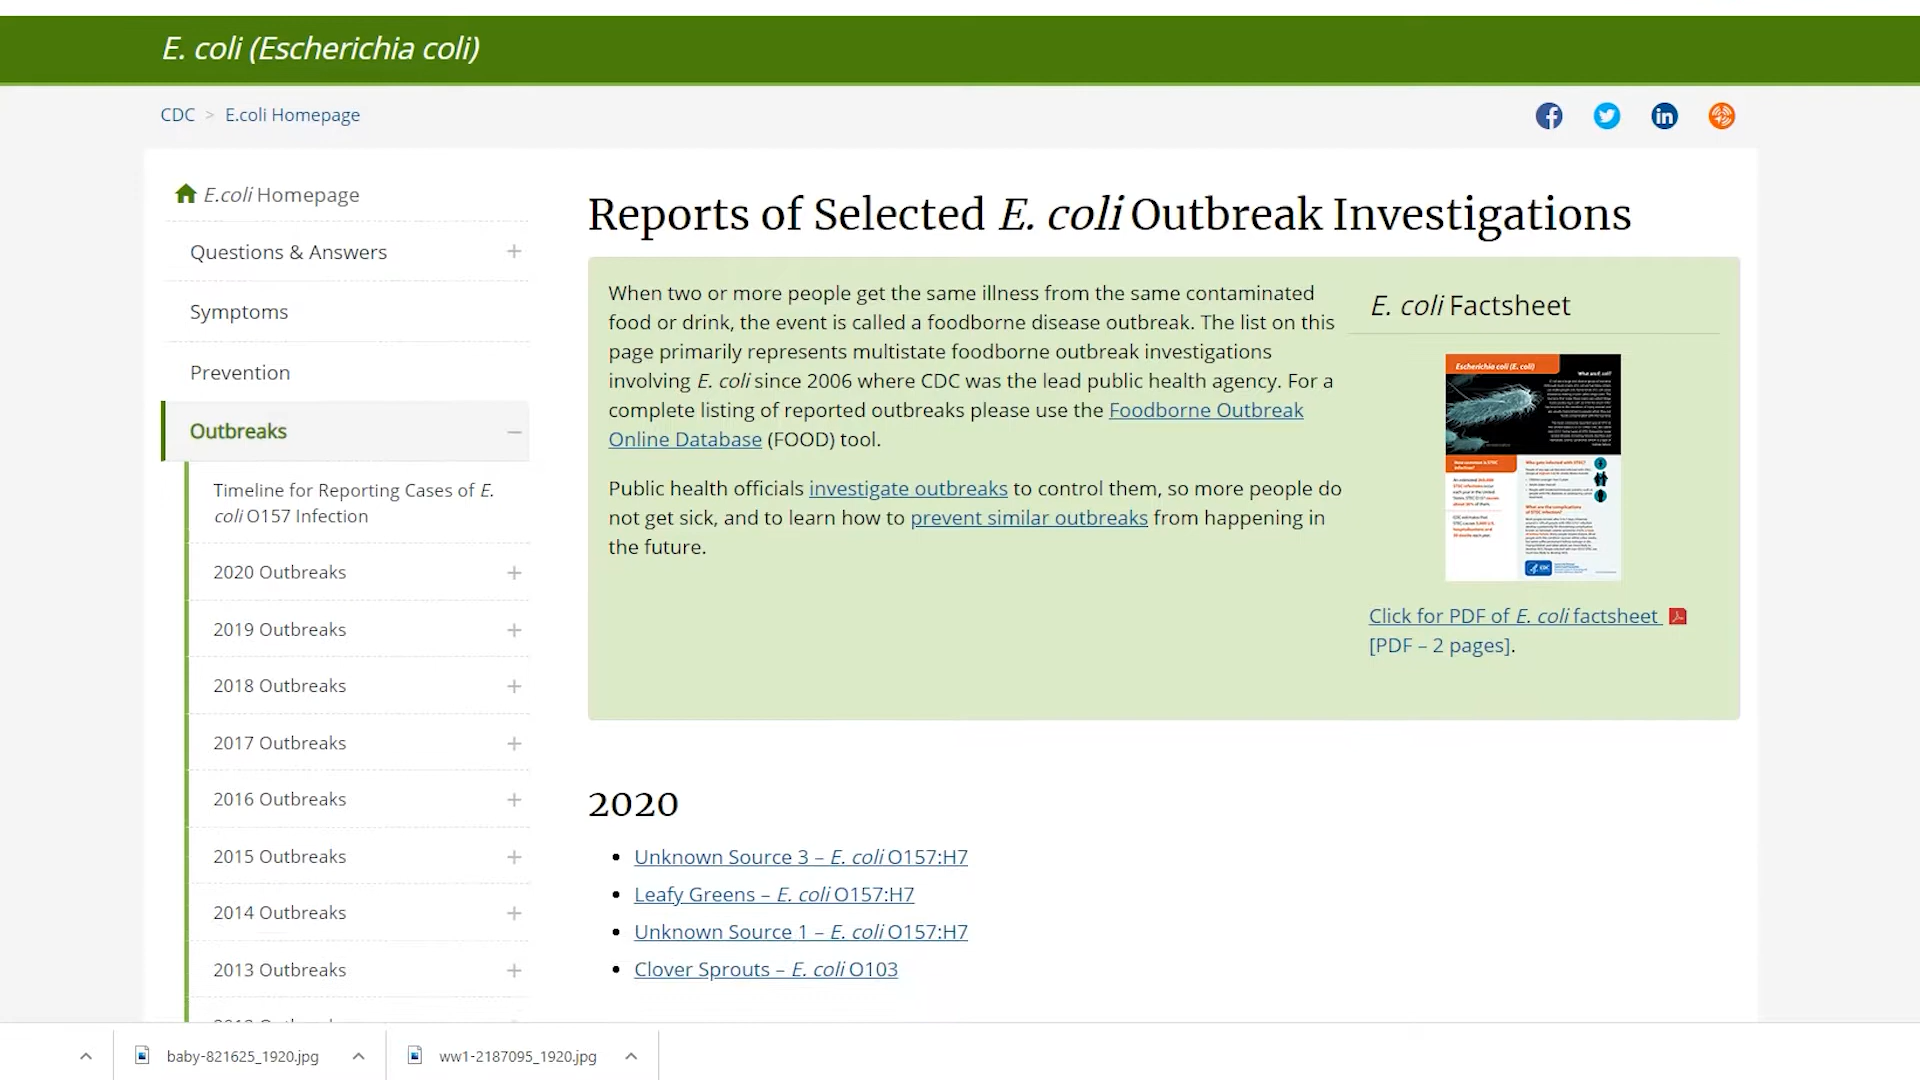 E. coli (Escherichia coli)
CDC > E.coli Homepage
E.coli Homepage
Questions & Answers
Symptoms
Prevention
Outbreaks
Timeline for Reporting Cases of E.
coli O157 Infection
2020 Outbreaks
2019 Outbreaks
2018 Outbreaks
2017 Outbreaks
2016 Outbreaks
2015 Outbreaks
2014 Outbreaks
2013 Outbreaks
Reports of Selected E. coli Outbreak Investigations
When two or more people get the same illness from the same contaminated
food or drink, the event is called a foodborne disease outbreak. The list on this
page primarily represents multistate foodborne outbreak investigations
involving E. coli since 2006 where CDC was the lead public health agency. For a
complete listing of reported outbreaks please use the Foodborne Outbreak
Online Database (FOOD) tool.
Public health officials investigate outbreaks to control them, so more people do
not get sick, and to learn how to prevent similar outbreaks from happening in
the future.
E. coli Factsheet
Escherichia coli (E. coli)
What are E. coli?
Click for PDF of E. coli factsheet
[PDF – 2 pages].
2020
Unknown Source 3 – E. coli O157:H7
Leafy Greens – E. coli O157:H7
Unknown Source 1 – E. coli O157:H7
Clover Sprouts – E. coli O103
baby-821625_1920.jpg
ww1-2187095_1920.jpg